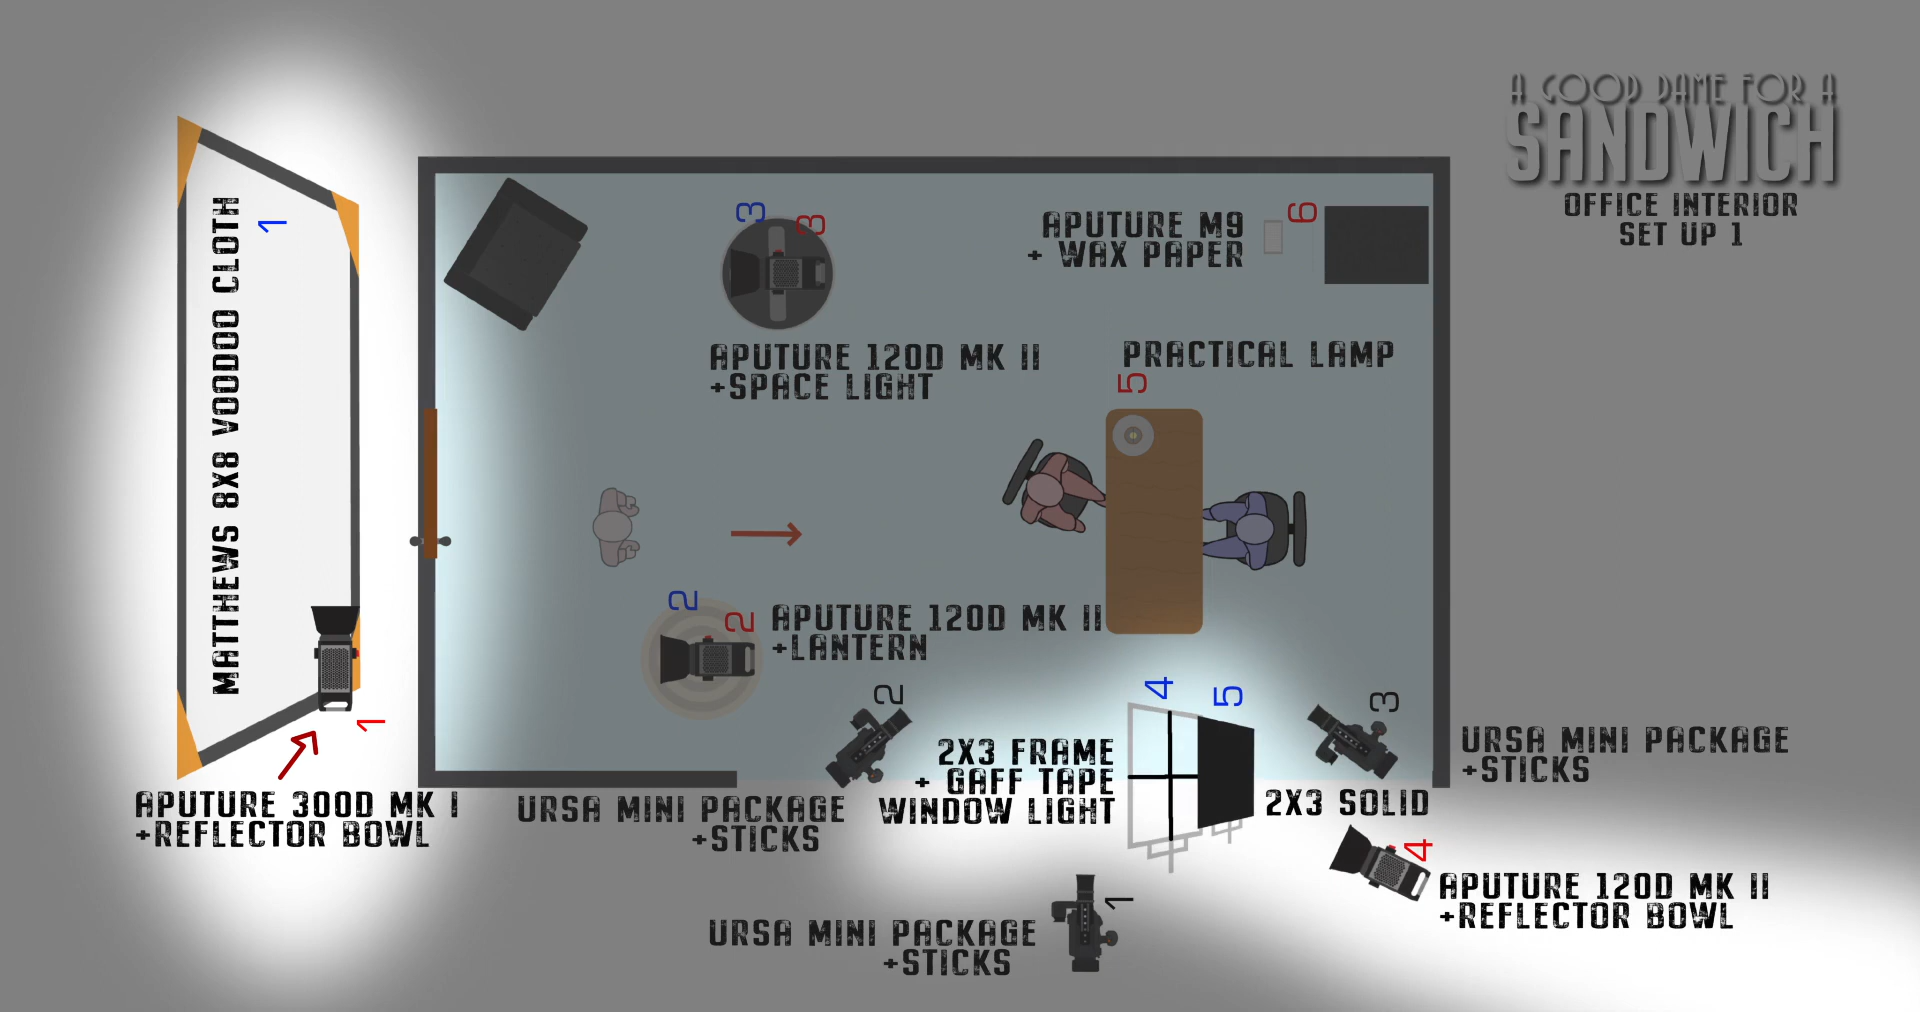 A GOOD DAME FOR A
SANDWICH
OFFICE INTERIOR
SET UP 1
MATTHEWS 8X8 VOODOO CLOTH
1
3
3
APUTURE 120D MK II
+SPACE LIGHT
APUTURE M9
+ WAX PAPER
6
PRACTICAL LAMP
5
2
2
APUTURE 120D MK II
+LANTERN
1
APUTURE 300D MK I
+REFLECTOR BOWL
2
URSA MINI PACKAGE
+STICKS
4
5
2X3 FRAME
+ GAFF TAPE
WINDOW LIGHT
2X3 SOLID
3
URSA MINI PACKAGE
+STICKS
4
APUTURE 120D MK II
+REFLECTOR BOWL
1
URSA MINI PACKAGE
+STICKS